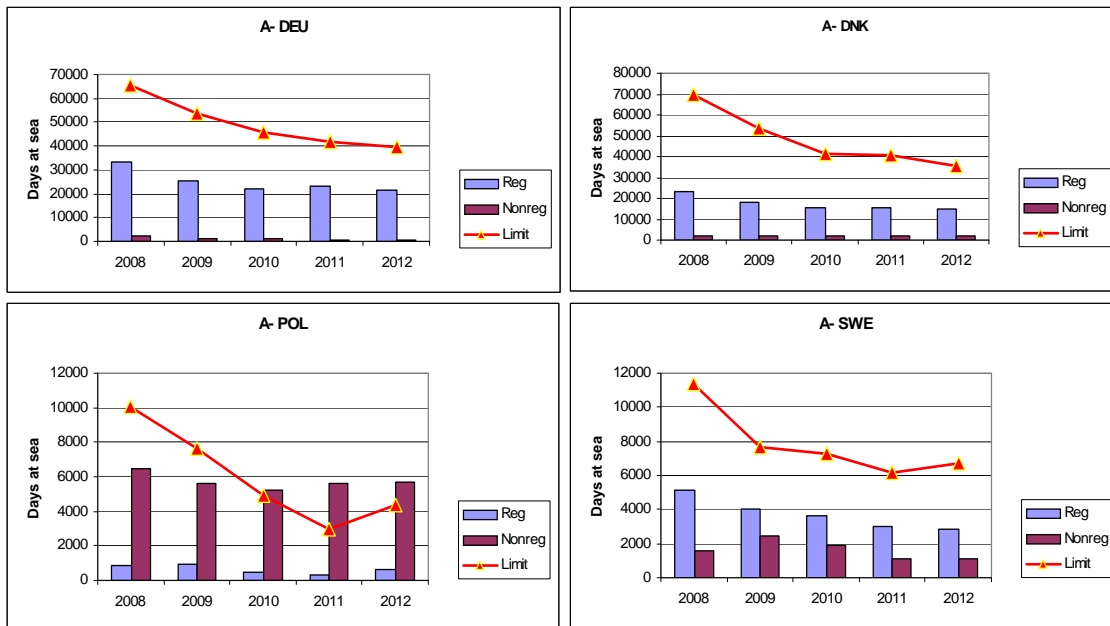 A- DEU
70000
60000
50000
40000
30000
20000
10000
0
Days at sea
2008 2009 2010 2011 2012
Reg
Nonreg
Limit
A- DNK
80000
70000
60000
50000
40000
30000
20000
10000
0
Days at sea
2008 2009 2010 2011 2012
Reg
Nonreg
Limit
A- POL
12000
10000
8000
6000
4000
2000
0
Days at sea
2008 2009 2010 2011 2012
Reg
Nonreg
Limit
A- SWE
12000
10000
8000
6000
4000
2000
0
Days at sea
2008 2009 2010 2011 2012
Reg
Nonreg
Limit